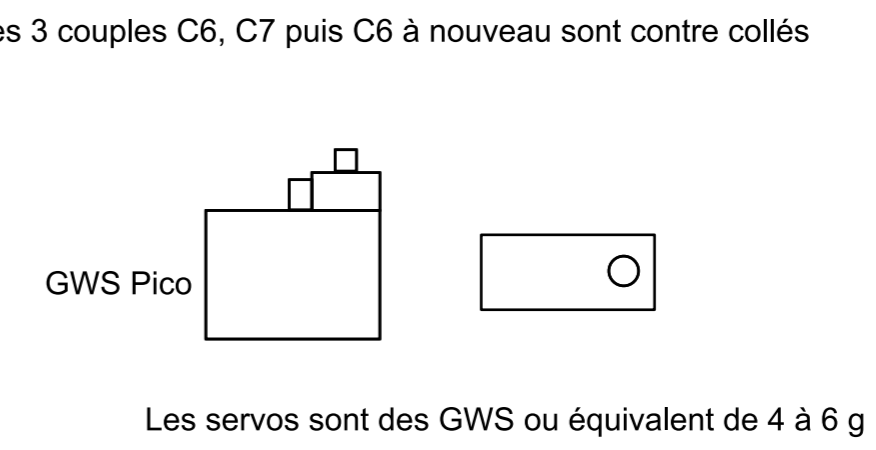 es 3 couples C6, C7 puis C6 à nouveau sont contre collés
GWS Pico
Les servos sont des GWS ou équivalent de 4 à 6 g